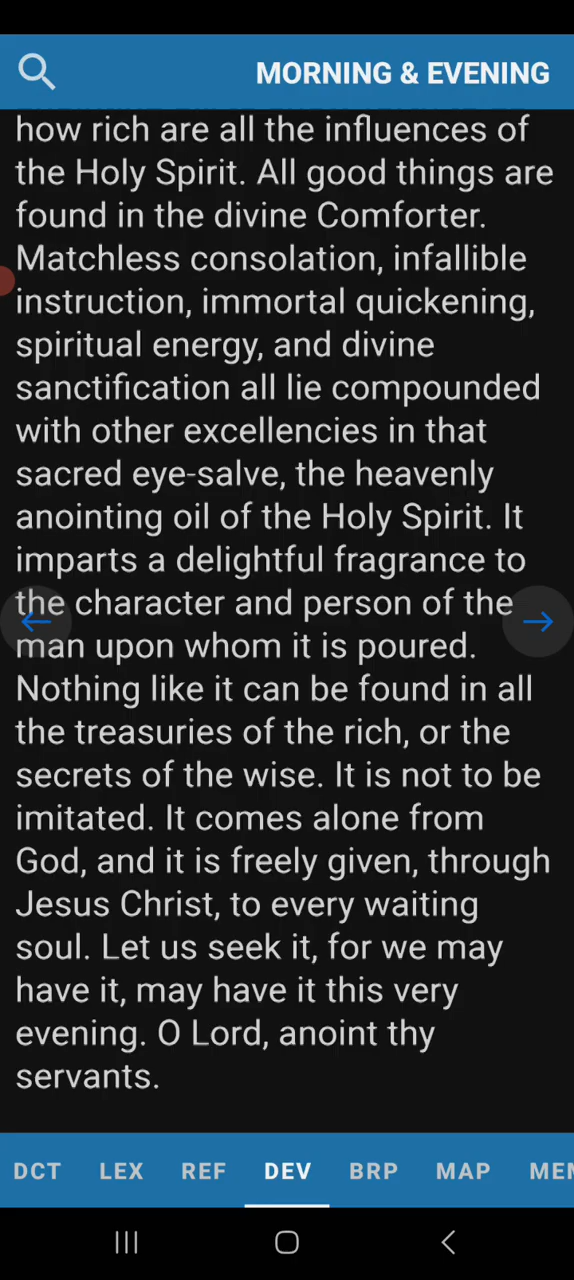 MORNING & EVENING
how rich are all the influences of
the Holy Spirit. All good things are
found in the divine Comforter.
Matchless consolation, infallible
instruction, immortal quickening,
spiritual energy, and divine
sanctification all lie compounded
with other excellencies in that
sacred eye-salve, the heavenly
anointing oil of the Holy Spirit. It
imparts a delightful fragrance to
the character and person of the
man upon whom it is poured.
Nothing like it can be found in all
the treasuries of the rich, or the
secrets of the wise. It is not to be
imitated. It comes alone from
God, and it is freely given, through
Jesus Christ, to every waiting
soul. Let us seek it, for we may
have it, may have it this very
evening. O Lord, anoint thy
servants.
DCT LEX REF DEV BRP MAP